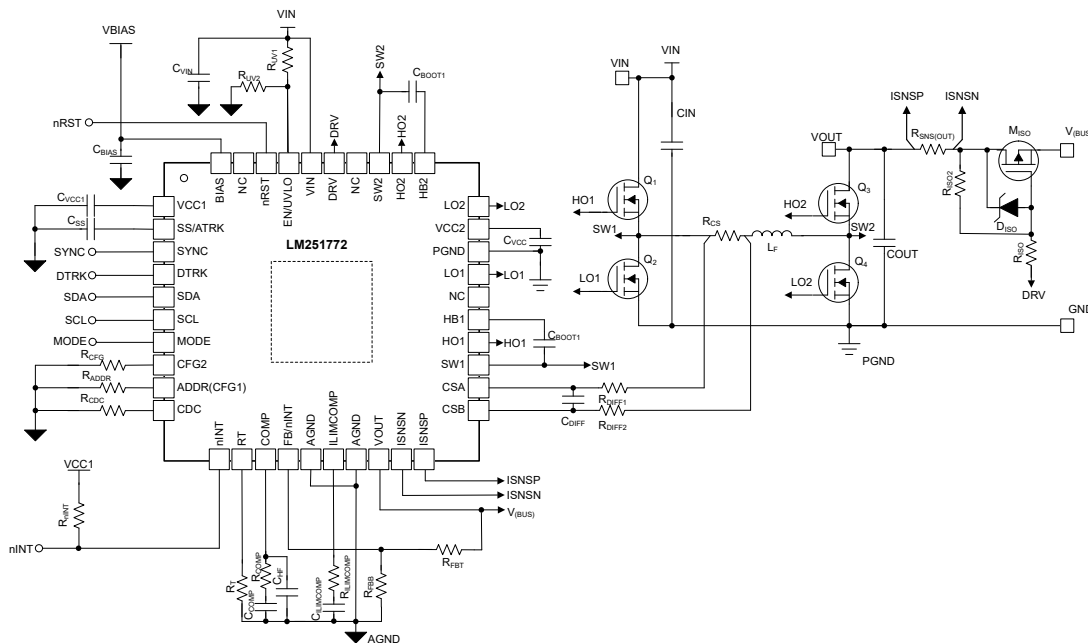 VIN
VBIAS
CVIN
RUV2
RUV1
SW2
CBOOT1
nRST
CBIAS
DRV
HO2
BIAS
NC
nRST
EN/UVLO
VIN
DRV
NC
SW2
HO2
HB2
LM251772
CVCC1
CSS
SYNC
DTRK
SDA
SCL
MODE
RCFG
RADDR
RCDC
VCC1
SS/ATRK
SYNC
DTRK
SDA
SCL
MODE
CFG2
ADDR(CFG1)
CDC
LO2
VCC2
PGND
LO1
NC
HB1
HO1
SW1
CSA
CSB
LO2
CVCC
LO1
CBOOT1
HO1
SW1
CDIFF
RDIFF1
RDIFF2
nINT
RT
COMP
FB/nINT
AGND
ILIMCOMP
AGND
VOUT
ISNSN
ISNSP
ISNSP
ISNSN
V(BUS)
VCC1
RnINT
nINT
RT
RCOMP
CCOMP
CHF
RILIMCOMP
CILIMCOMP
RFBB
RFBT
AGND
VIN
VIN
CIN
HO1
Q1
SW1
RCS
LF
LO1
Q2
VOUT
HO2
Q3
SW2
LO2
Q4
COUT
PGND
ISNSP
ISNSN
RSNS(OUT)
MISO
V(BUS)
RISO2
DISO
RISO
DRV
GND